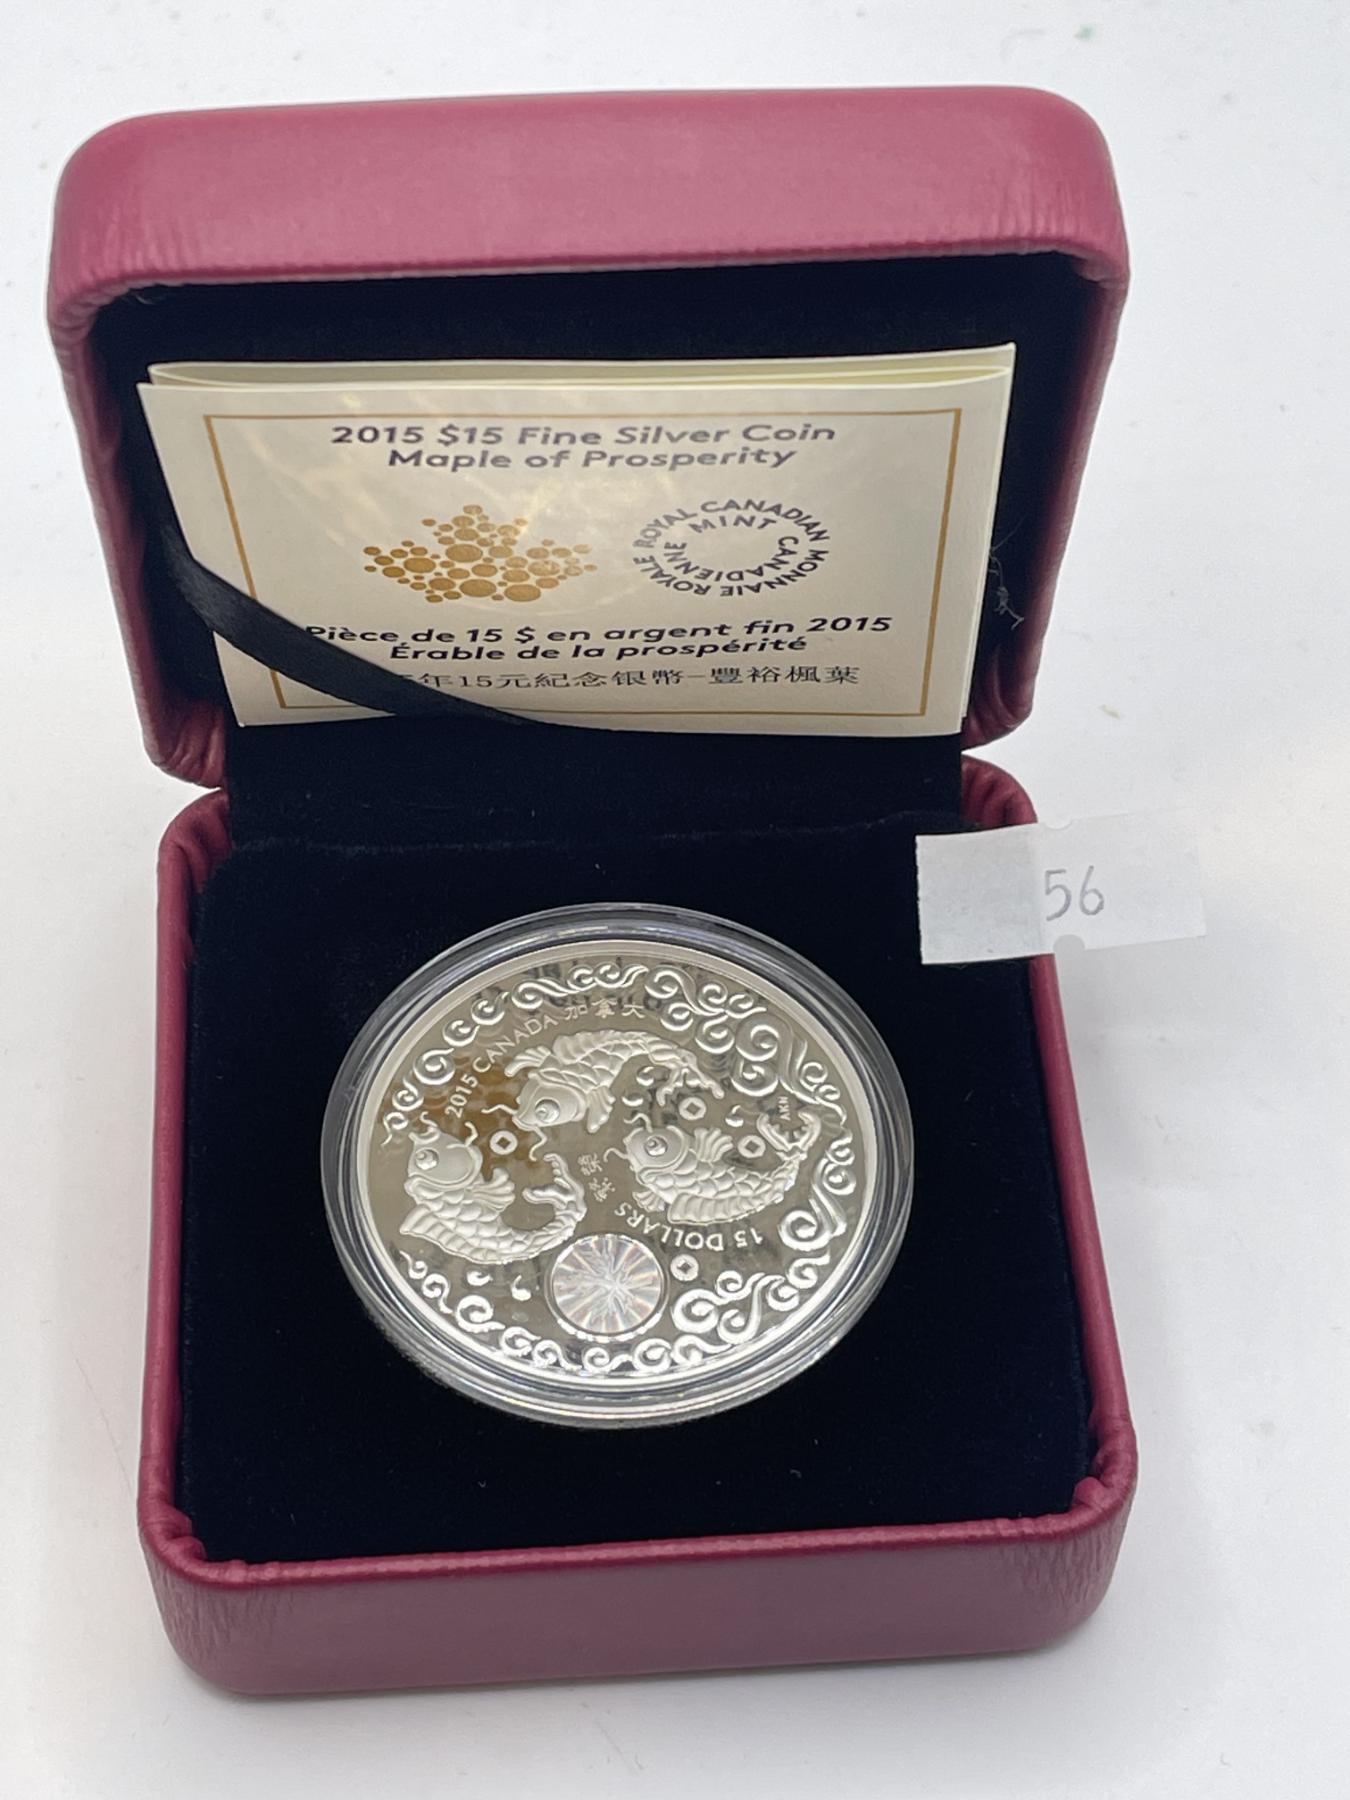 2015 $15 Fine Silver Coin
Maple of Prosperity
ROYAL CANADIAN MINT
MONNAIE ROYALE CANADIENNE
Pièce de 15 $ en argent fin 2015
Érable de la prospérité
年15元紀念银幣-豐裕楓葉
56
2015 CANADA 加拿大
AKN
15 DOLLARS